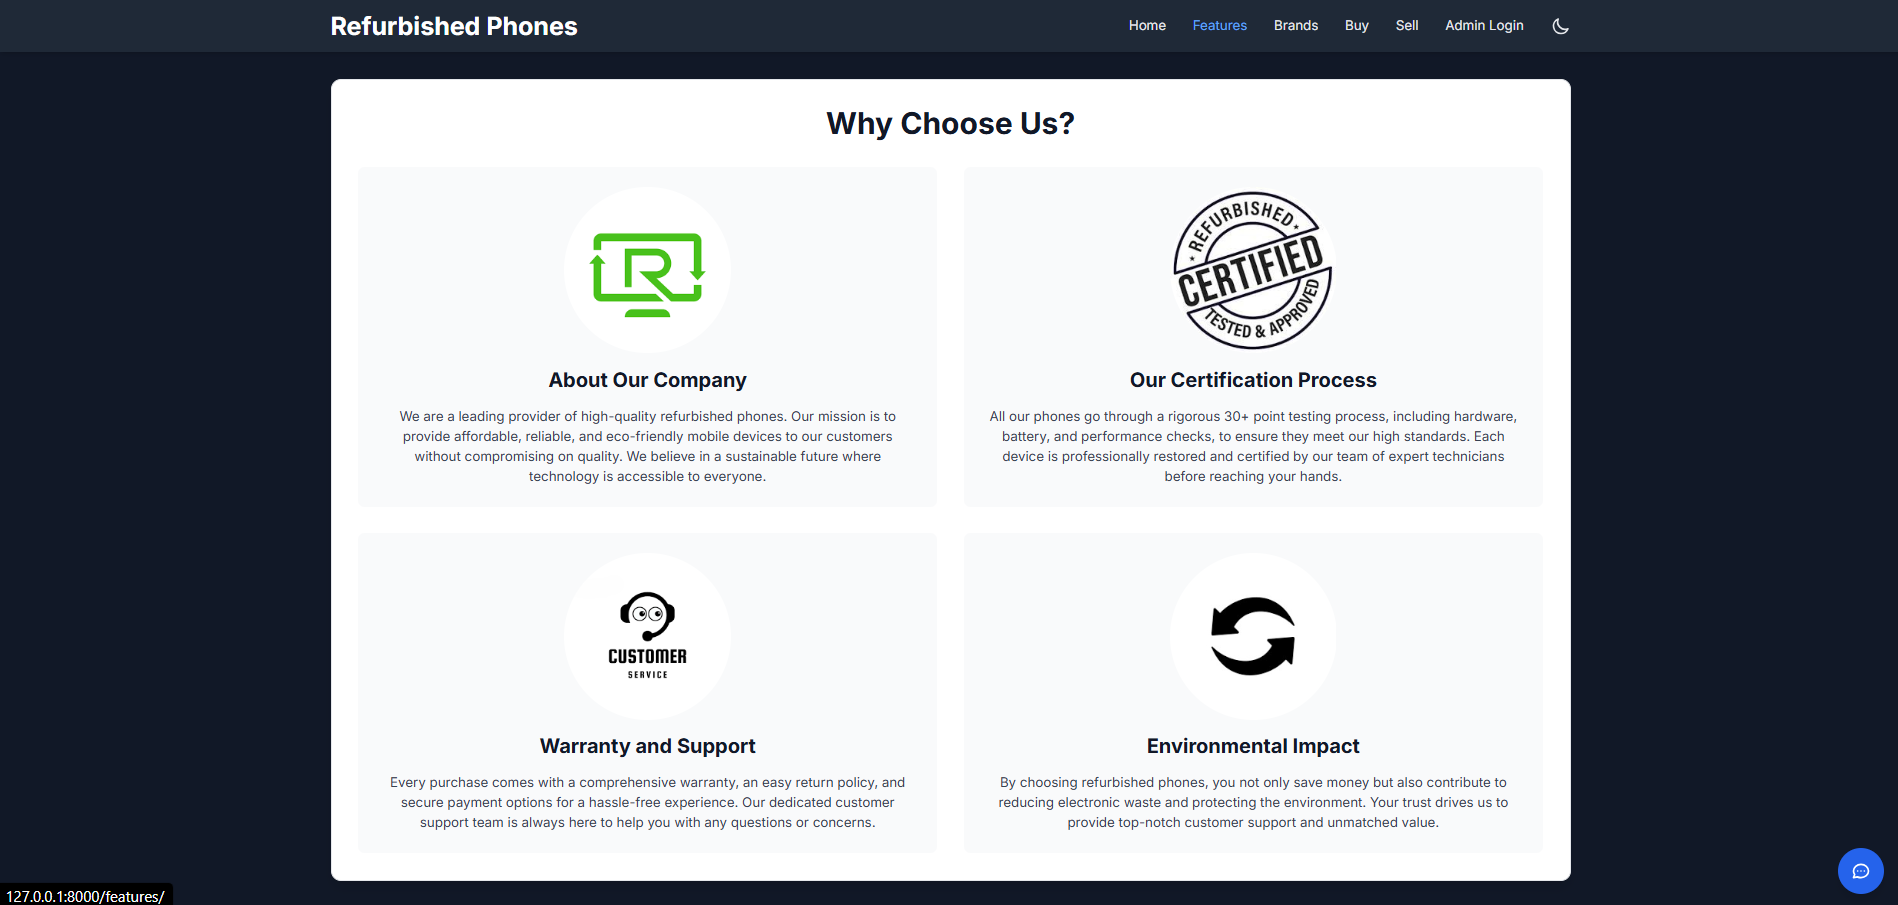 Refurbished Phones
Home
Features
Brands
Buy
Sell
Admin Login
Why Choose Us?
R
REFURBISHED
CERTIFIED
TESTED & APPROVED
About Our Company
We are a leading provider of high-quality refurbished phones. Our mission is to
provide affordable, reliable, and eco-friendly mobile devices to our customers
without compromising on quality. We believe in a sustainable future where
technology is accessible to everyone.
Our Certification Process
All our phones go through a rigorous 30+ point testing process, including hardware,
battery, and performance checks, to ensure they meet our high standards. Each
device is professionally restored and certified by our team of expert technicians
before reaching your hands.
CUSTOMER
SERVICE
Warranty and Support
Every purchase comes with a comprehensive warranty, an easy return policy, and
secure payment options for a hassle-free experience. Our dedicated customer
support team is always here to help you with any questions or concerns.
Environmental Impact
By choosing refurbished phones, you not only save money but also contribute to
reducing electronic waste and protecting the environment. Your trust drives us to
provide top-notch customer support and unmatched value.
127.0.0.1:8000/features/